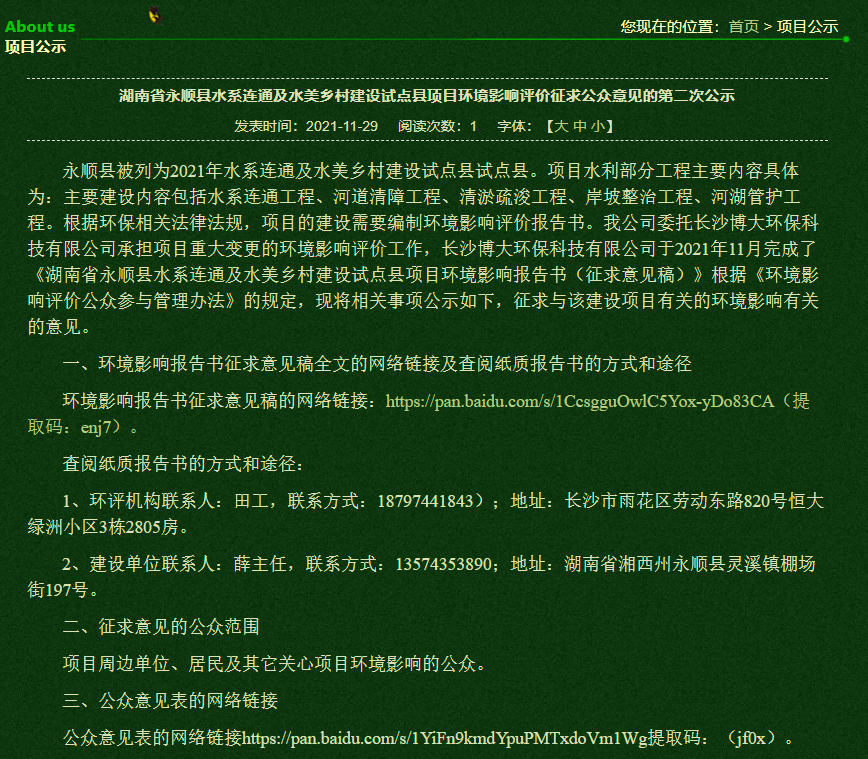 About us
您现在的位置：首页 > 项目公示
项目公示
湖南省永顺县水系连通及水美乡村建设试点县项目环境影响评价征求公众意见的第二次公示
发表时间：2021-11-29 阅读次数：1 字体：【大 中 小】
永顺县被列为2021年水系连通及水美乡村建设试点县试点县。项目水利部分工程主要内容具体
为：主要建设内容包括水系连通工程、河道清障工程、清淤疏浚工程、岸坡整治工程、河湖管护工
程。根据环保相关法律法规，项目的建设需要编制环境影响评价报告书。我公司委托长沙博大环保科
技有限公司承担项目重大变更的环境影响评价工作，长沙博大环保科技有限公司于2021年11月完成了
《湖南省永顺县水系连通及水美乡村建设试点县项目环境影响报告书（征求意见稿）》根据《环境影
响评价公众参与管理办法》的规定，现将相关事项公示如下，征求与该建设项目有关的环境影响有关
的意见。
一、环境影响报告书征求意见稿全文的网络链接及查阅纸质报告书的方式和途径
环境影响报告书征求意见稿的网络链接：https://pan.baidu.com/s/1CcsgguOwlC5Yox-yDo83CA（提
取码：enj7）。
查阅纸质报告书的方式和途径：
1、环评机构联系人：田工，联系方式：18797441843）；地址：长沙市雨花区劳动东路820号恒大
绿洲小区3栋2805房。
2、建设单位联系人：薛主任，联系方式：13574353890；地址：湖南省湘西州永顺县灵溪镇棚场
街197号。
二、征求意见的公众范围
项目周边单位、居民及其它关心项目环境影响的公众。
三、公众意见表的网络链接
公众意见表的网络链接https://pan.baidu.com/s/1YiFn9kmdYpuPMTxdoVm1Wg提取码：（jf0x）。